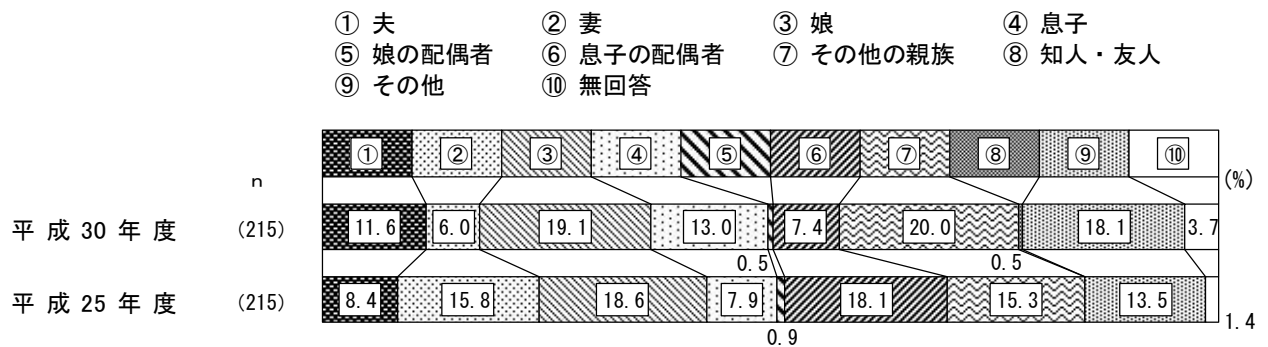 ① 夫 ② 妻 ③ 娘 ④ 息子
⑤ 娘の配偶者 ⑥ 息子の配偶者 ⑦ その他の親族 ⑧ 知人・友人
⑨ その他 ⑩ 無回答
① ② ③ ④ ⑤ ⑥ ⑦ ⑧ ⑨ ⑩
n (%)
平成30年度 (215) 11.6 6.0 19.1 13.0 7.4 20.0 18.1 3.7
0.5 0.5
平成25年度 (215) 8.4 15.8 18.6 7.9 18.1 15.3 13.5
1.4
0.9